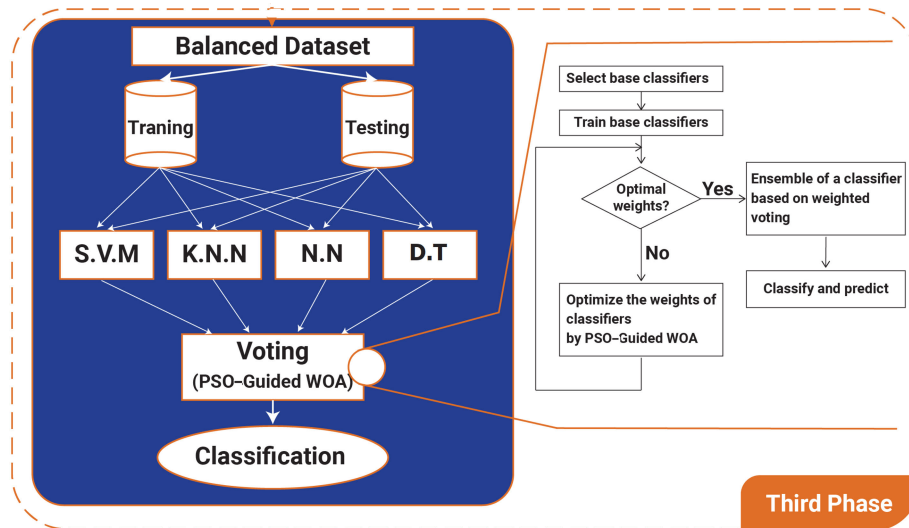 Balanced Dataset
Traning
Testing
S.V.M
K.N.N
N.N
D.T
Voting
(PSO-Guided WOA)
Classification
Select base classifiers
Train base classifiers
Optimal
weights?
Yes
No
Ensemble of a classifier
based on weighted
voting
Classify and predict
Optimize the weights of
classifiers
by PSO-Guided WOA
Third Phase